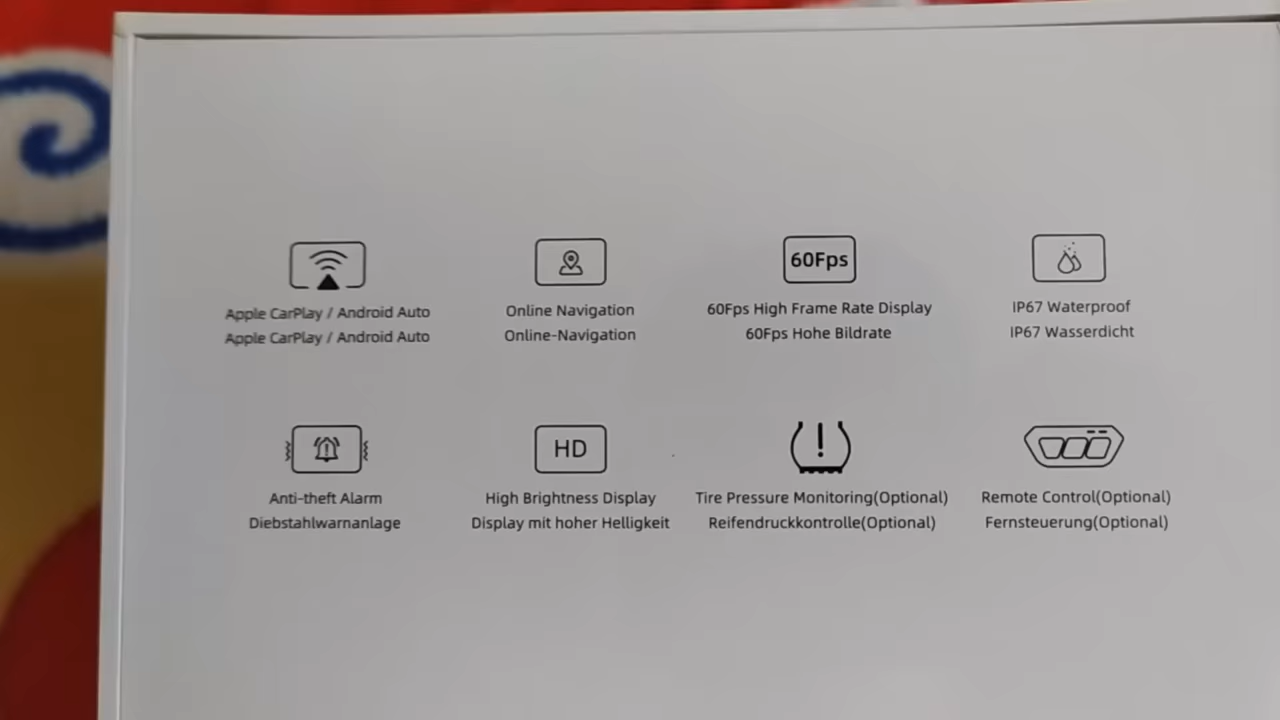 60Fps
Apple CarPlay / Android Auto
Apple CarPlay / Android Auto
Online Navigation
Online-Navigation
60Fps High Frame Rate Display
60Fps Hohe Bildrate
IP67 Waterproof
IP67 Wasserdicht
HD
Anti-theft Alarm
Diebstahlwarnanlage
High Brightness Display
Display mit hoher Helligkeit
Tire Pressure Monitoring(Optional)
Reifendruckkontrolle(Optional)
Remote Control(Optional)
Fernsteuerung(Optional)